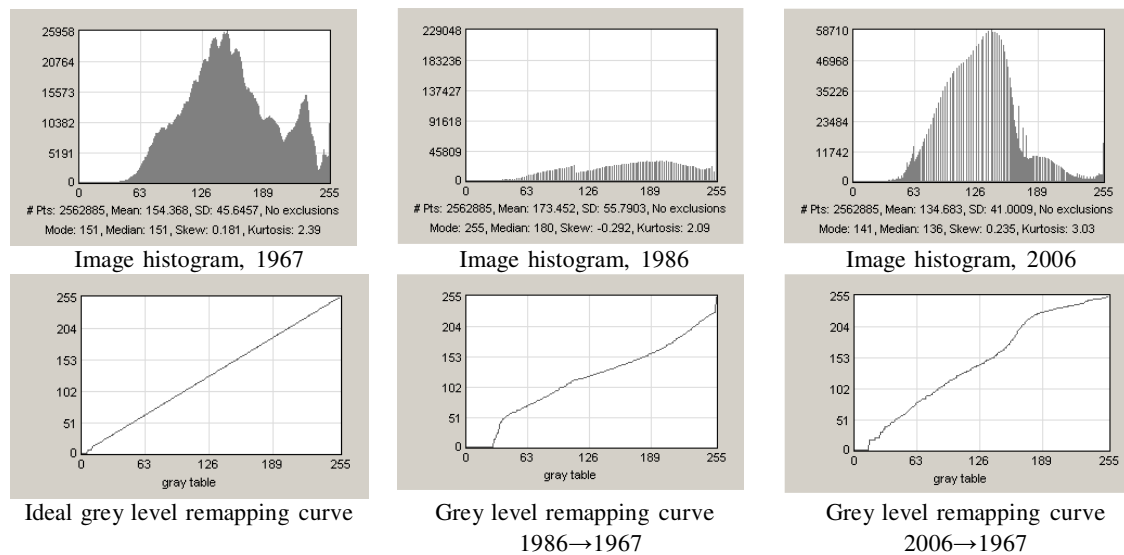 25958
20764
15573
10382
5191
0
0 63 126 189 255
# Pts: 2562885, Mean: 154.368, SD: 45.6457, No exclusions
Mode: 151, Median: 151, Skew: 0.181, Kurtosis: 2.39
Image histogram, 1967
229048
183236
137427
91618
45809
0
0 63 126 189 255
# Pts: 2562885, Mean: 173.452, SD: 55.7903, No exclusions
Mode: 255, Median: 180, Skew: -0.292, Kurtosis: 2.09
Image histogram, 1986
58710
46968
35226
23484
11742
0
0 63 126 189 255
# Pts: 2562885, Mean: 134.683, SD: 41.0009, No exclusions
Mode: 141, Median: 136, Skew: 0.235, Kurtosis: 3.03
Image histogram, 2006
255
204
153
102
51
0
0 63 126 189 255
gray table
Ideal grey level remapping curve
255
204
153
102
51
0
0 63 126 189 255
gray table
Grey level remapping curve
1986→1967
255
204
153
102
51
0
0 63 126 189 255
gray table
Grey level remapping curve
2006→1967